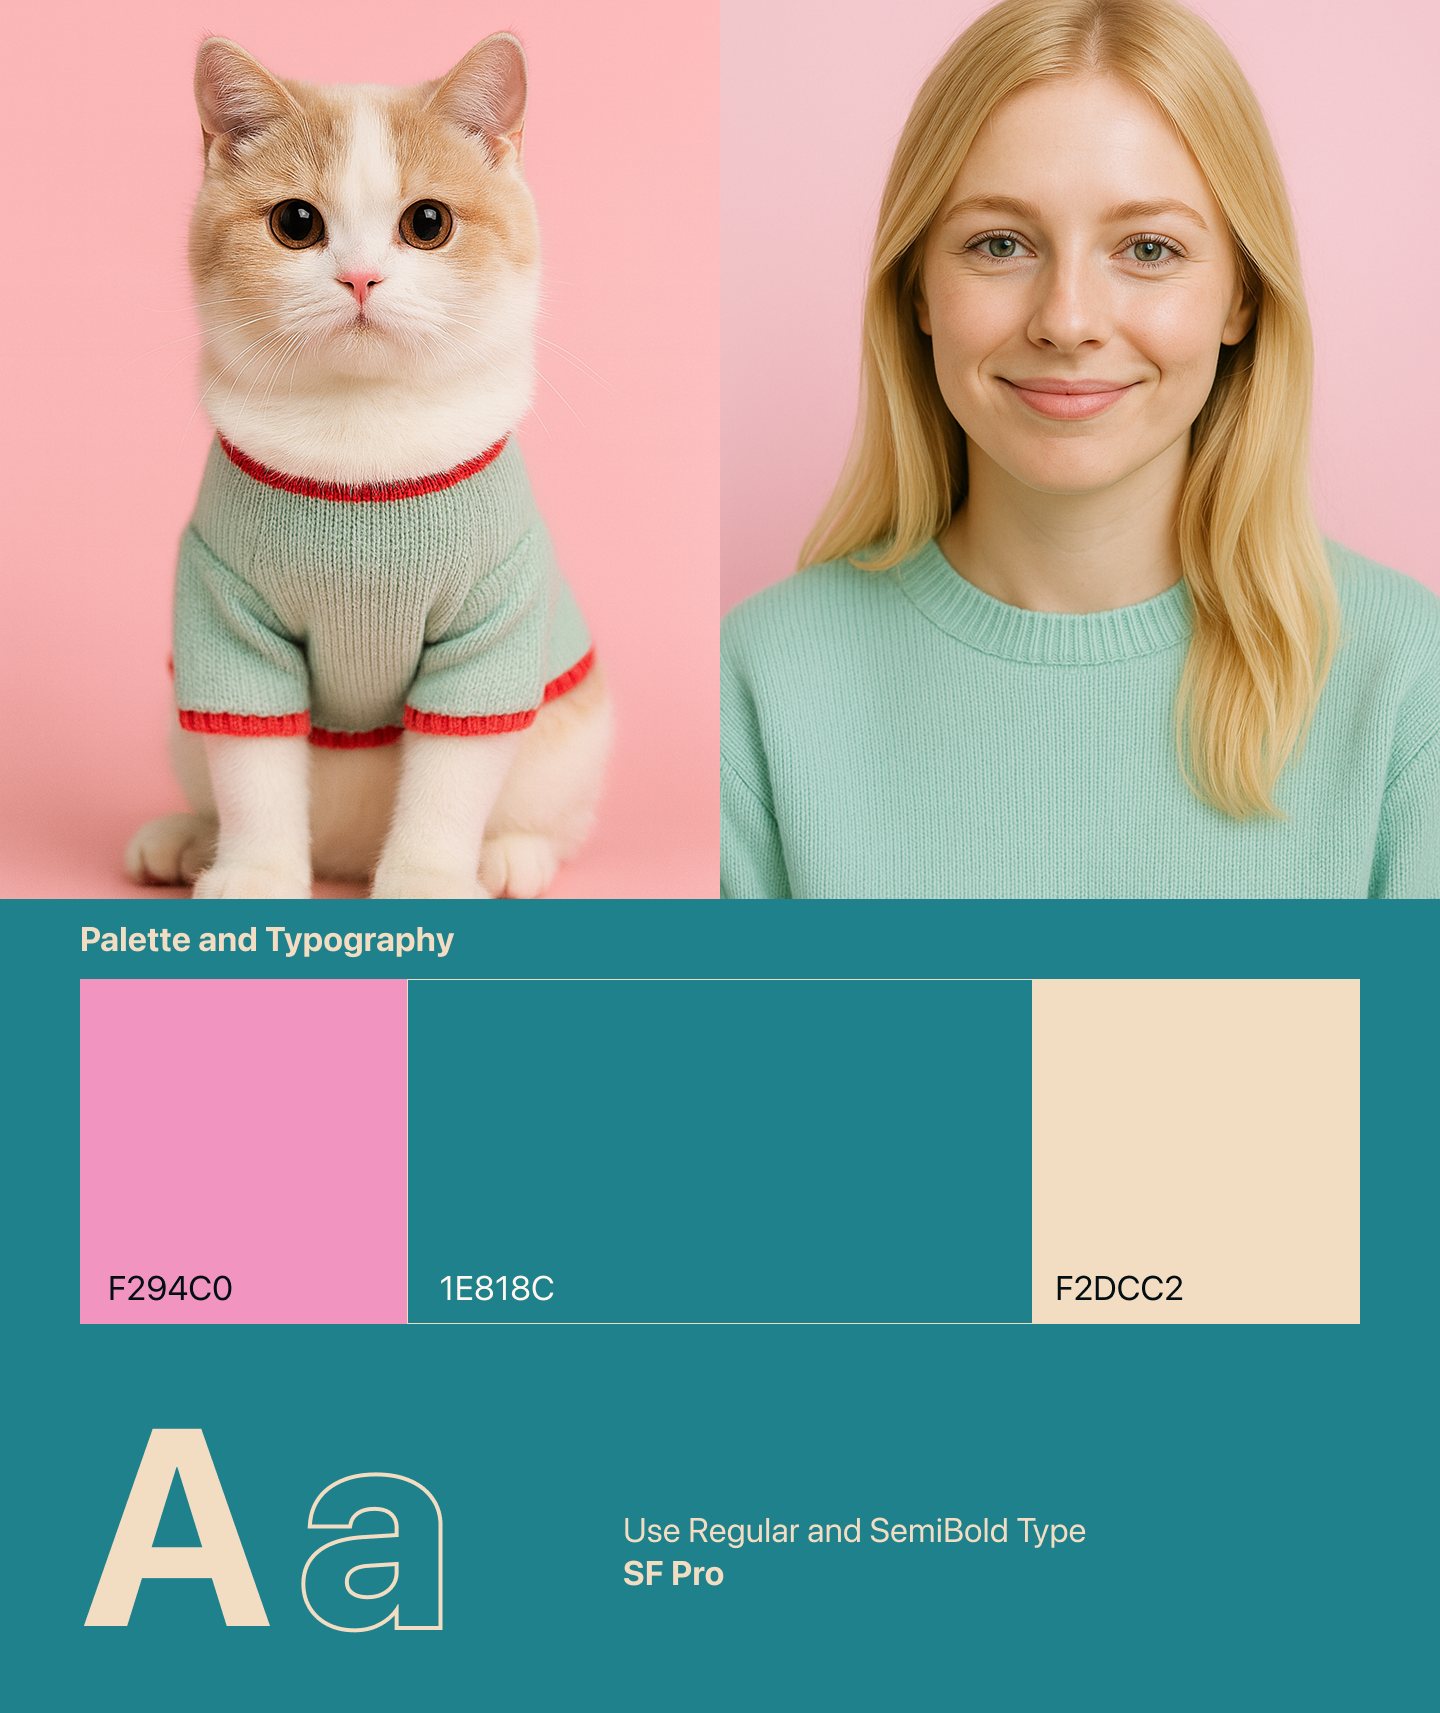 Palette and Typography
F294C0
1E818C
F2DCC2
Aa
Use Regular and SemiBold Type
SF Pro